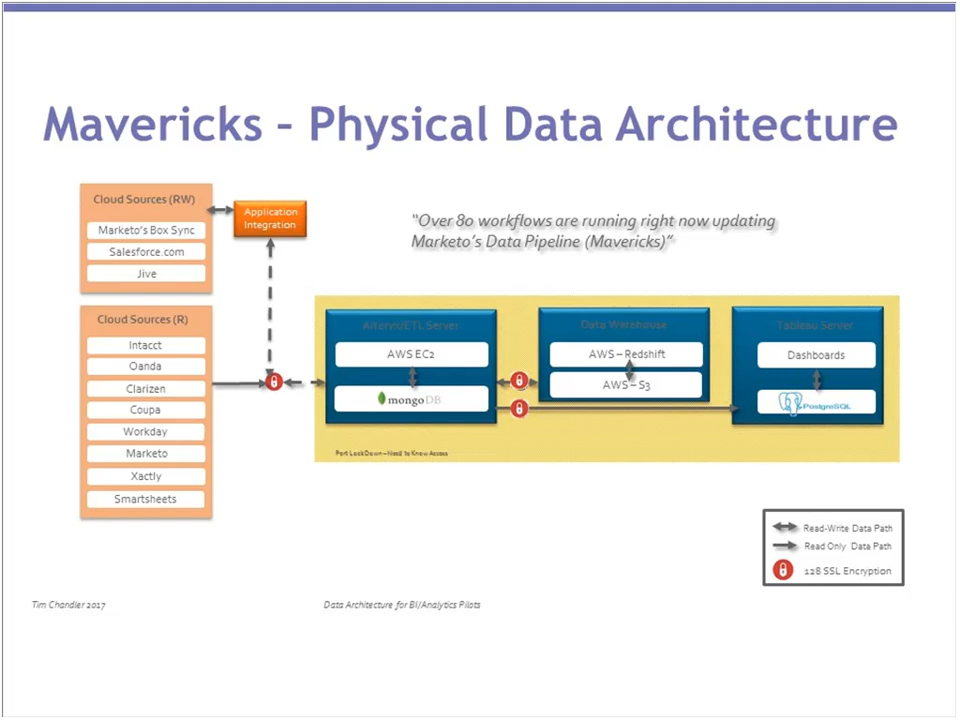 Mavericks – Physical Data Architecture
Cloud Sources (RW)
Marketo's Box Sync
Salesforce.com
Jive
Application
Integration
"Over 80 workflows are running right now updating
Marketo's Data Pipeline (Mavericks)"
Cloud Sources (R)
Intacct
Oanda
Clarizen
Coupa
Workday
Marketo
Xactly
Smartsheets
Alteryx/ETL Server
AWS EC2
mongoDB
Data Warehouse
AWS – Redshift
AWS – S3
Tableau Server
Dashboards
PostgreSQL
Port LockDown – Need to Know Access
Read-Write Data Path
Read Only Data Path
128 SSL Encryption
Tim Chandler 2017
Data Architecture for BI/Analytics Pilots